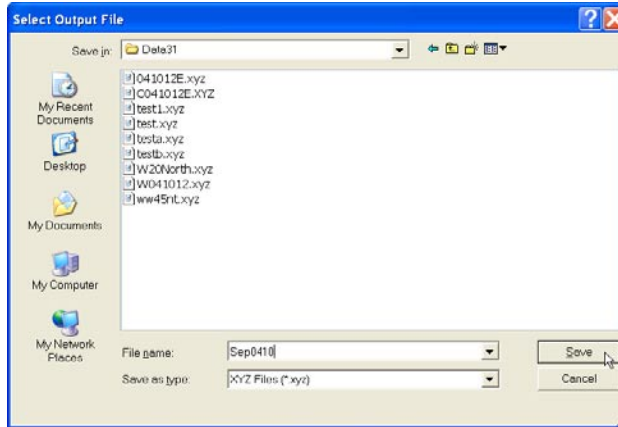 Select Output File
Save in:
Data31
041012E.xyz
C041012E.XYZ
test1.xyz
test.xyz
testa.xyz
testb.xyz
W20North.xyz
W041012.xyz
ww45nt.xyz
My Recent
Documents
Desktop
My Documents
My Computer
My Network
Places
File name:
Sep0410
Save
Save as type:
XYZ Files (*.xyz)
Cancel